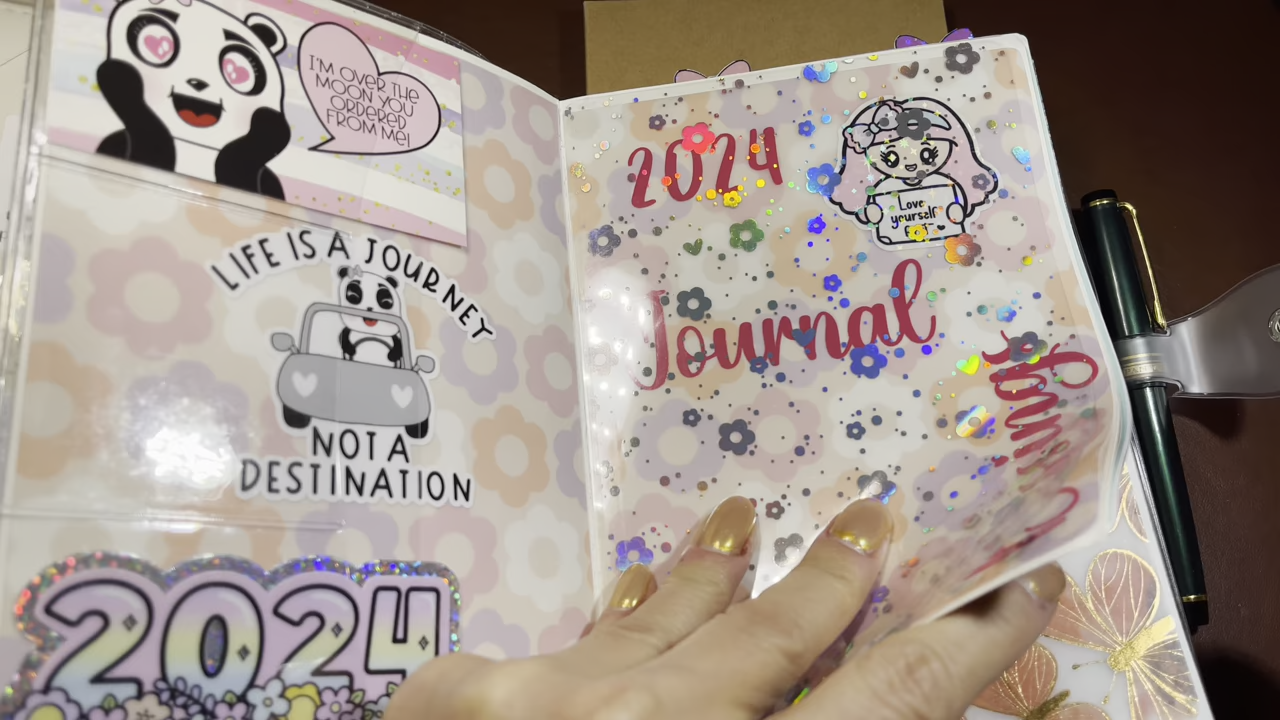 I'M OVER THE
MOON YOU
ORDERED
FROM ME!
LIFE IS A JOURNEY
NOT A
DESTINATION
2024
2024
Love
yourself
Journal